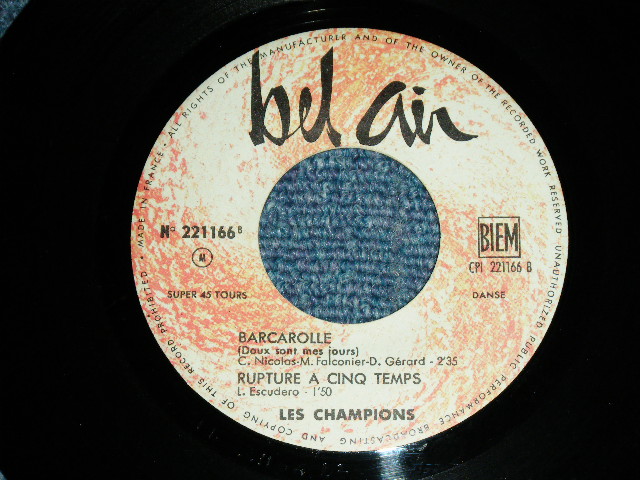 • MADE IN FRANCE • ALL RIGHTS OF THE MANUFACTURER AND OF THE OWNER OF THE RECORDED WORK RESERVED UNAUTHORIZED PUBLIC PERFORMANCE BROADCASTING AND COPYING OF THIS RECORD PROHIBITED
bel air
Nº 221166 B
BIEM
M
CPI 221166 B
SUPER 45 TOURS
DANSE
BARCAROLLE
(Doux sont mes jours)
C. Nicolas-M. Falconier-D. Gérard - 2'35
RUPTURE A CINQ TEMPS
L. Escudero - 1'50
LES CHAMPIONS